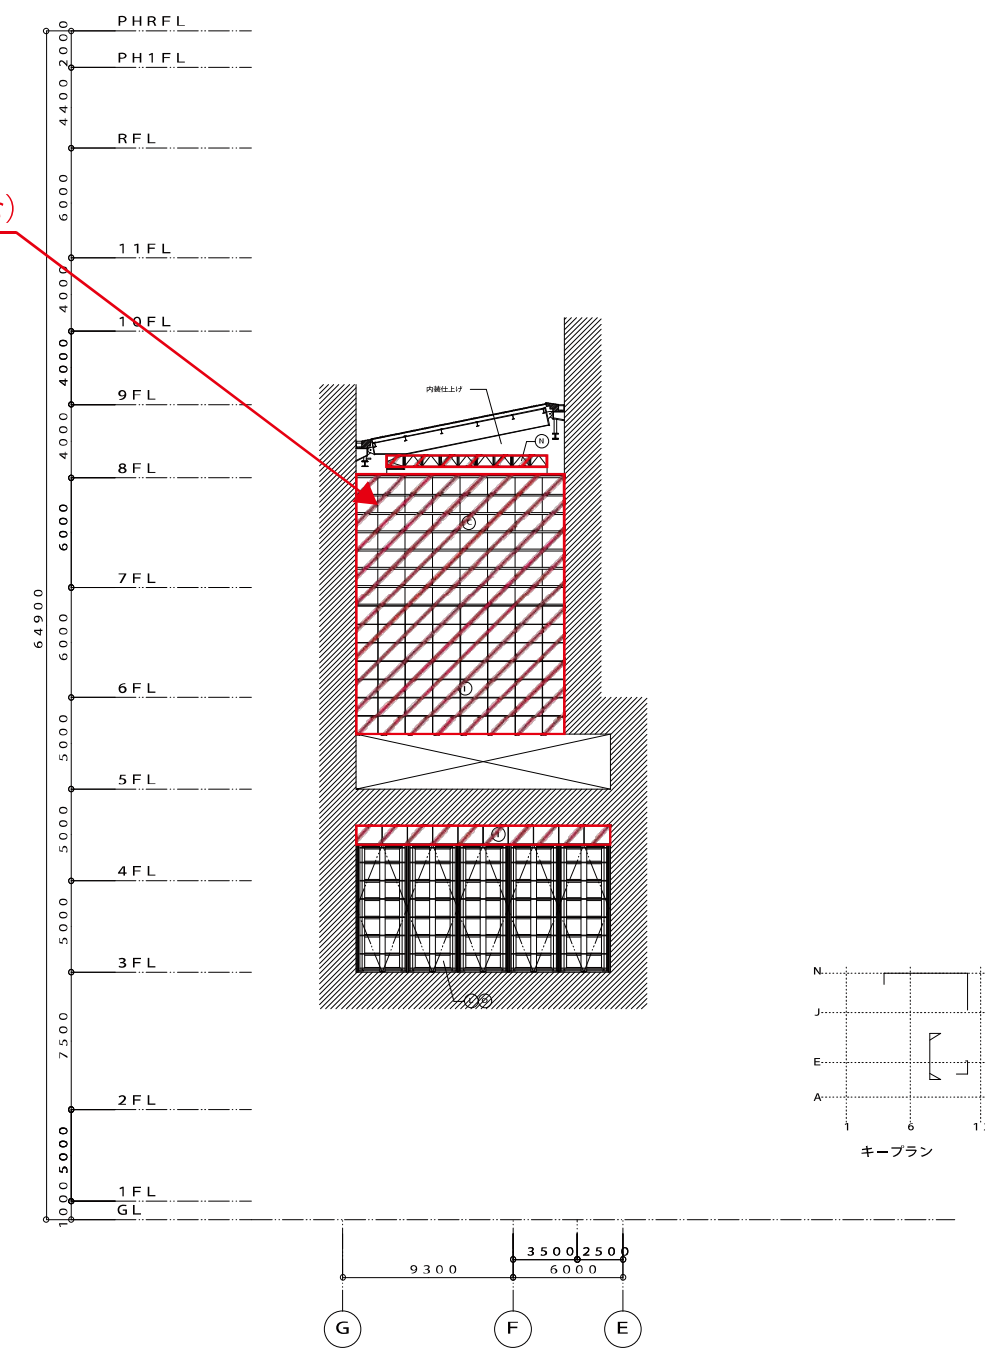 PHRFL
2000
PH1FL
4400
RFL
6000
11FL
4000
10FL
4000
9FL
4000
8FL
6000
7FL
6000
6FL
5000
5FL
5000
4FL
5000
3FL
7500
2FL
5000
1FL
1000
GL
64900
)
内装仕上げ
N
C
I
I
3500 2500
9300 6000
G F E
N
J
E
A
1 6 1
キープラン